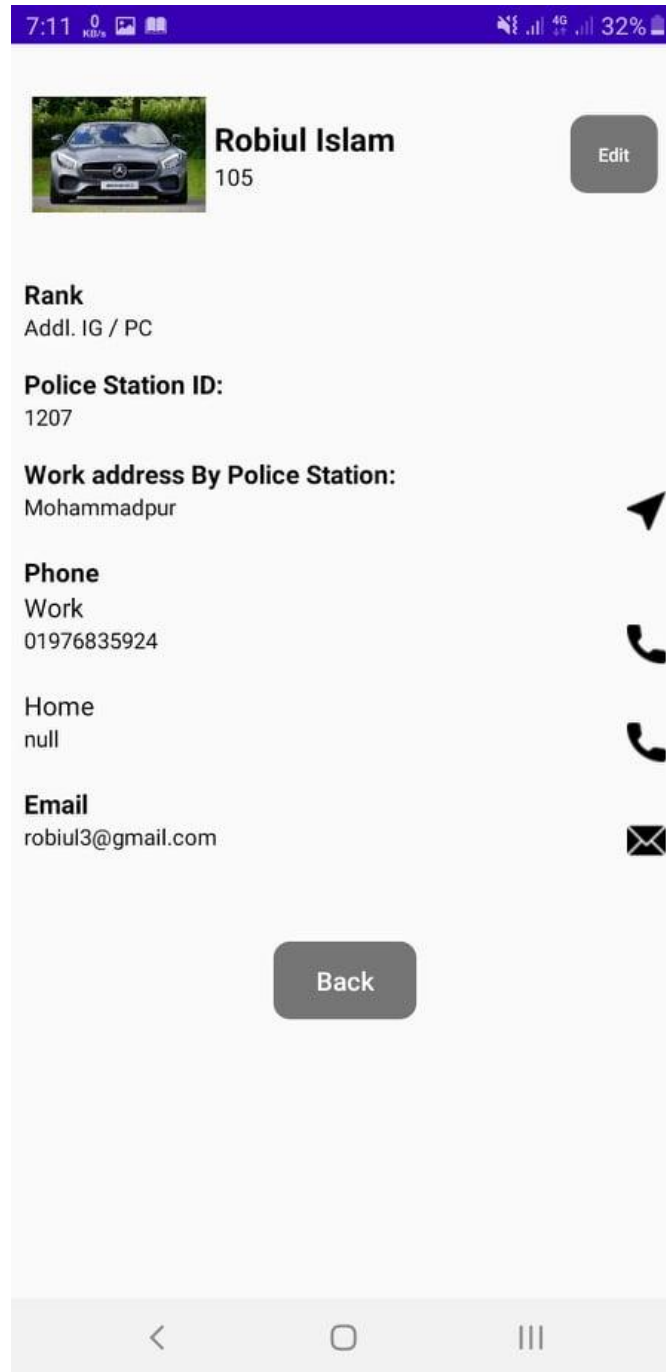 7:11 0 KB/s 4G 32%
Robiul Islam
105
Edit
Rank
Addl. IG / PC
Police Station ID:
1207
Work address By Police Station:
Mohammadpur
Phone
Work
01976835924
Home
null
Email
robiul3@gmail.com
Back